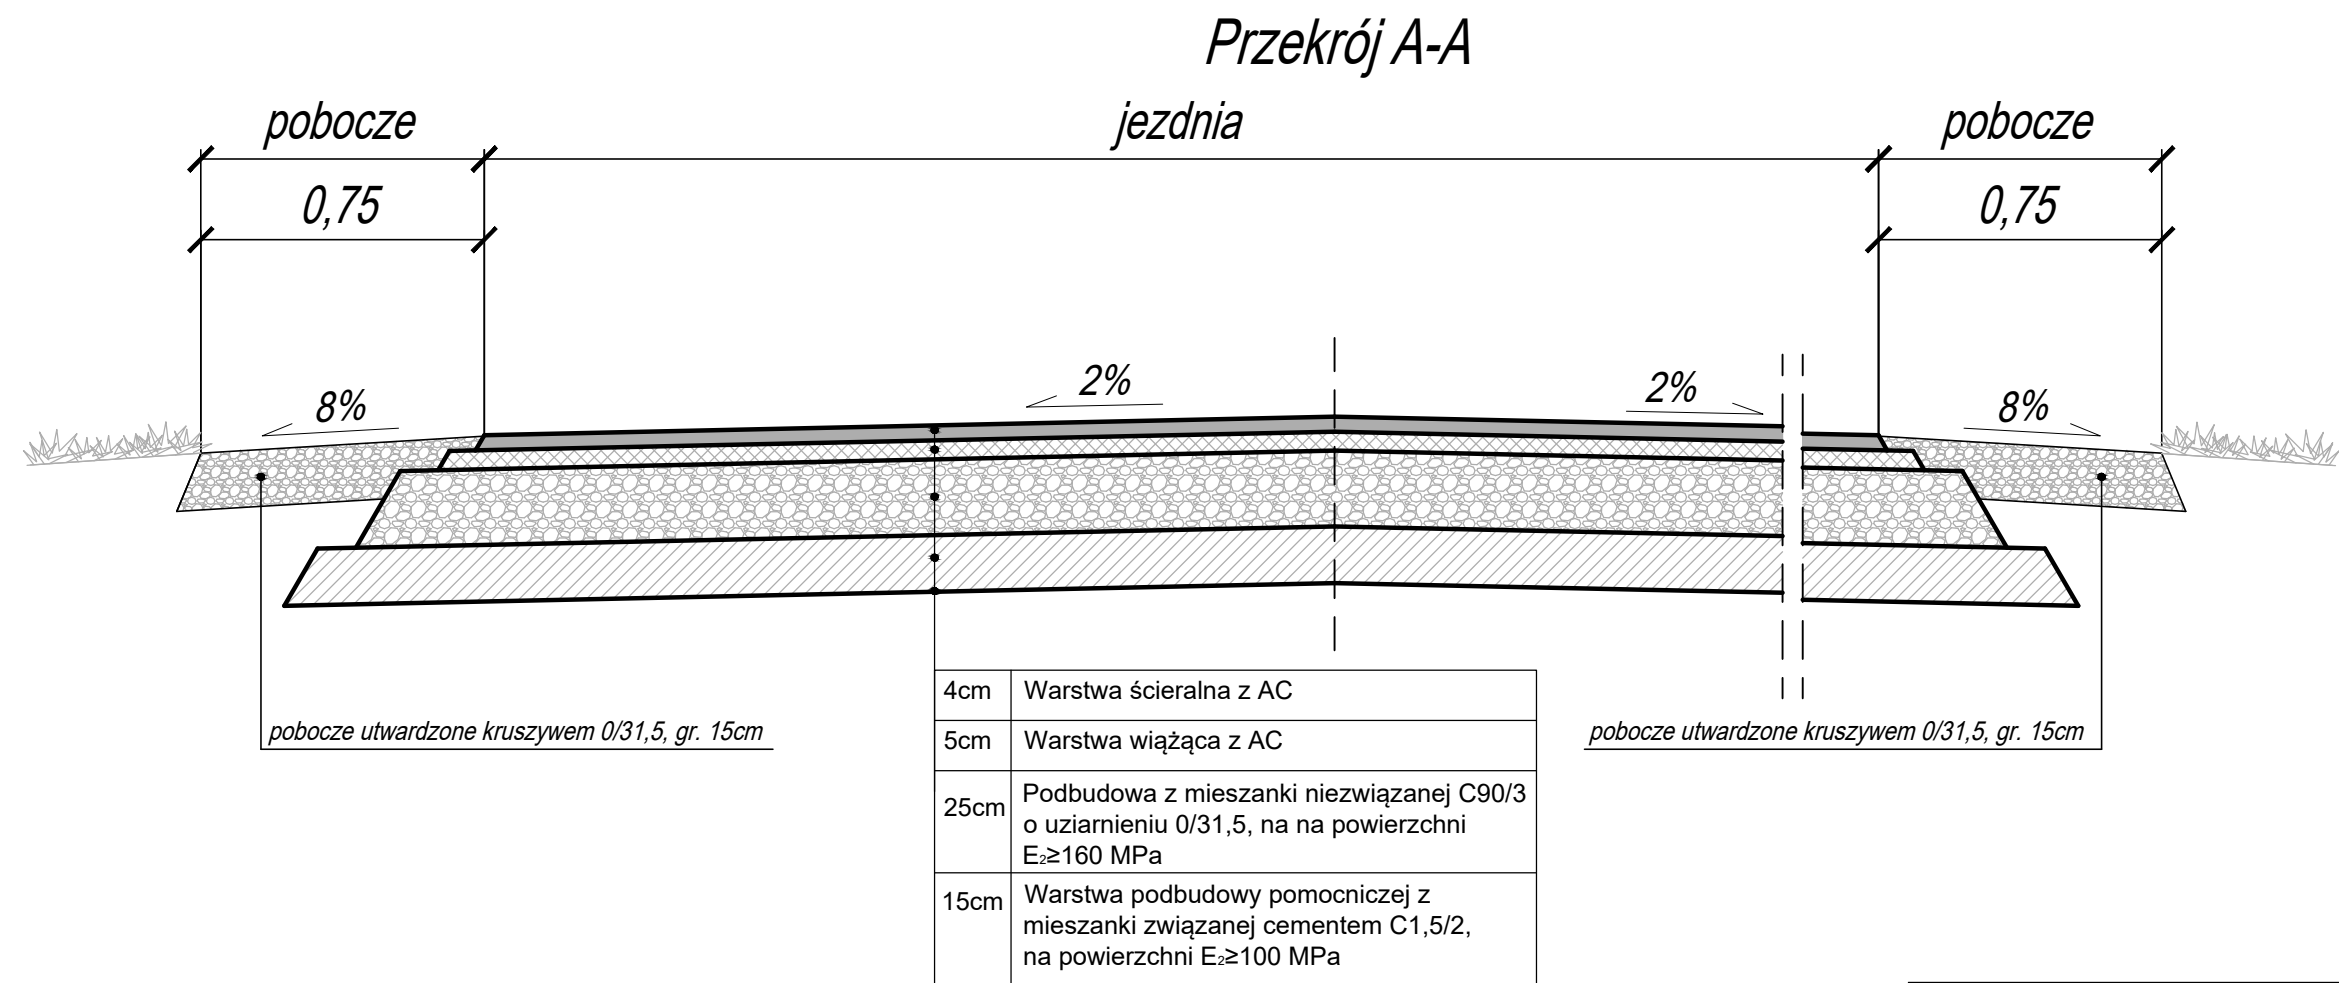 Przekrój A-A
pobocze
jezdnia
pobocze
0,75
0,75
8%
2%
2%
8%
4cm Warstwa ścieralna z AC
pobocze utwardzone kruszywem 0/31,5, gr. 15cm
pobocze utwardzone kruszywem 0/31,5, gr. 15cm
5cm Warstwa wiążąca z AC
25cm Podbudowa z mieszanki niezwiązanej C90/3
o uziarnieniu 0/31,5, na na powierzchni
E₂≥160 MPa
15cm Warstwa podbudowy pomocniczej z
mieszanki związanej cementem C1,5/2,
na powierzchni E₂≥100 MPa